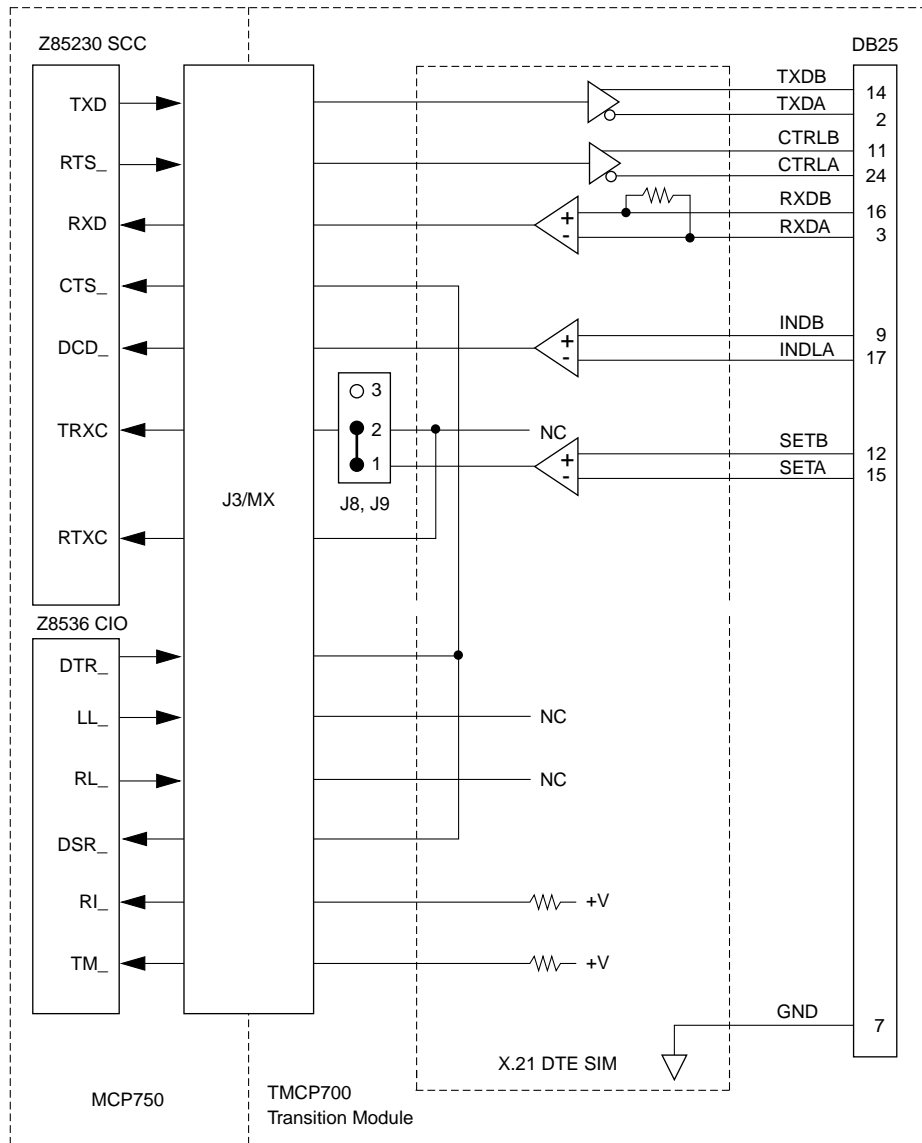 Z85230 SCC
DB25
TXD
TXDB
14
TXDA
2
RTS_
CTRLB
11
CTRLA
24
RXD
+
-
RXDB
16
RXDA
3
CTS_
DCD_
+
-
INDB
9
INDLA
17
3
TRXC
2
NC
1
+
-
SETB
12
SETA
15
J3/MX
J8, J9
RTXC
Z8536 CIO
DTR_
LL_
NC
RL_
NC
DSR_
RI_
+V
TM_
+V
GND
7
X.21 DTE SIM
MCP750
TMCP700
Transition Module